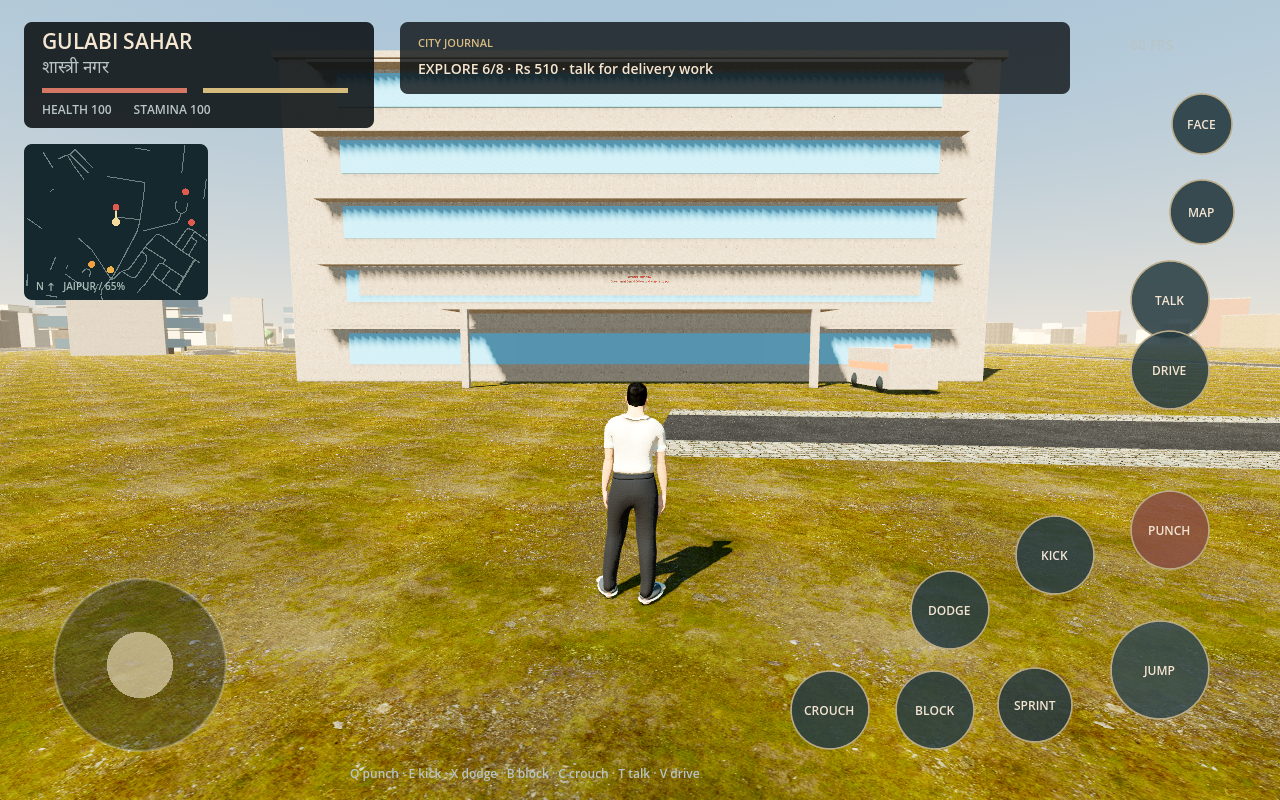 GULABI SAHAR
शास्त्री नगर
HEALTH 100 STAMINA 100
CITY JOURNAL
EXPLORE 6/8 · Rs 510 · talk for delivery work
60 FPS
FACE
MAP
N ↑ JAIPUR / 65%
TALK
DRIVE
PUNCH
KICK
DODGE
JUMP
CROUCH
BLOCK
SPRINT
Q punch · E kick · X dodge · B block · C crouch · T talk · V drive